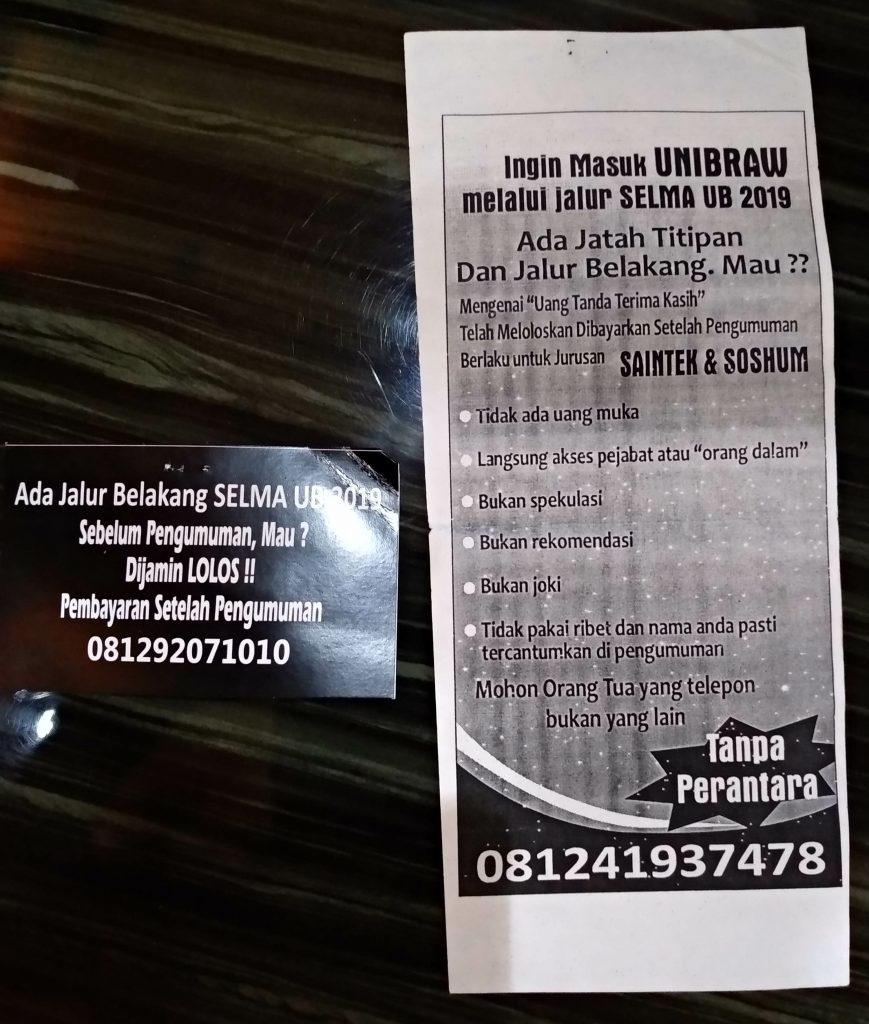 Ada Jalur Belakang SELMA UB 2019
Sebelum Pengumuman, Mau ?
Dijamin LOLOS !!
Pembayaran Setelah Pengumuman
081292071010
Ingin Masuk UNIBRAW
melalui jalur SELMA UB 2019
Ada Jatah Titipan
Dan Jalur Belakang. Mau ??
Mengenai “Uang Tanda Terima Kasih”
Telah Meloloskan Dibayarkan Setelah Pengumuman
Berlaku untuk Jurusan SAINTEK & SOSHUM
Tidak ada uang muka
Langsung akses pejabat atau “orang dalam”
Bukan spekulasi
Bukan rekomendasi
Bukan joki
Tidak pakai ribet dan nama anda pasti
tercantumkan di pengumuman
Mohon Orang Tua yang telepon
bukan yang lain
Tanpa
Perantara
081241937478